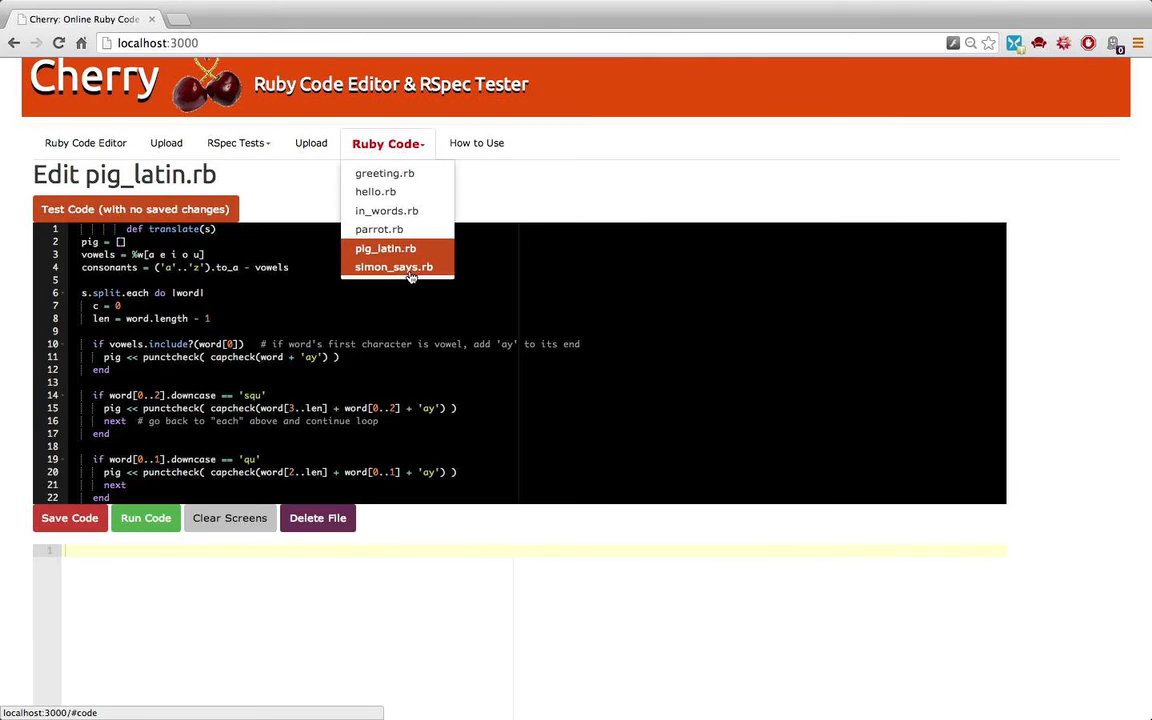 Cherry: Online Ruby Code
localhost:3000
0
Cherry
Ruby Code Editor & RSpec Tester
Ruby Code Editor Upload RSpec Tests Upload Ruby Code How to Use
greeting.rb
hello.rb
in_words.rb
parrot.rb
pig_latin.rb
simon_says.rb
Edit pig_latin.rb
Test Code (with no saved changes)
1 def translate(s)
2 pig = []
3 vowels = %w[a e i o u]
4 consonants = ('a'..'z').to_a - vowels
5
6 s.split.each do |word|
7 c = 0
8 len = word.length - 1
9
10 if vowels.include?(word[0]) # if word's first character is vowel, add 'ay' to its end
11 pig << punctcheck( capcheck(word + 'ay') )
12 end
13
14 if word[0..2].downcase == 'squ'
15 pig << punctcheck( capcheck(word[3..len] + word[0..2] + 'ay') )
16 next # go back to "each" above and continue loop
17 end
18
19 if word[0..1].downcase == 'qu'
20 pig << punctcheck( capcheck(word[2..len] + word[0..1] + 'ay') )
21 next
22 end
Save Code Run Code Clear Screens Delete File
1
localhost:3000/#code